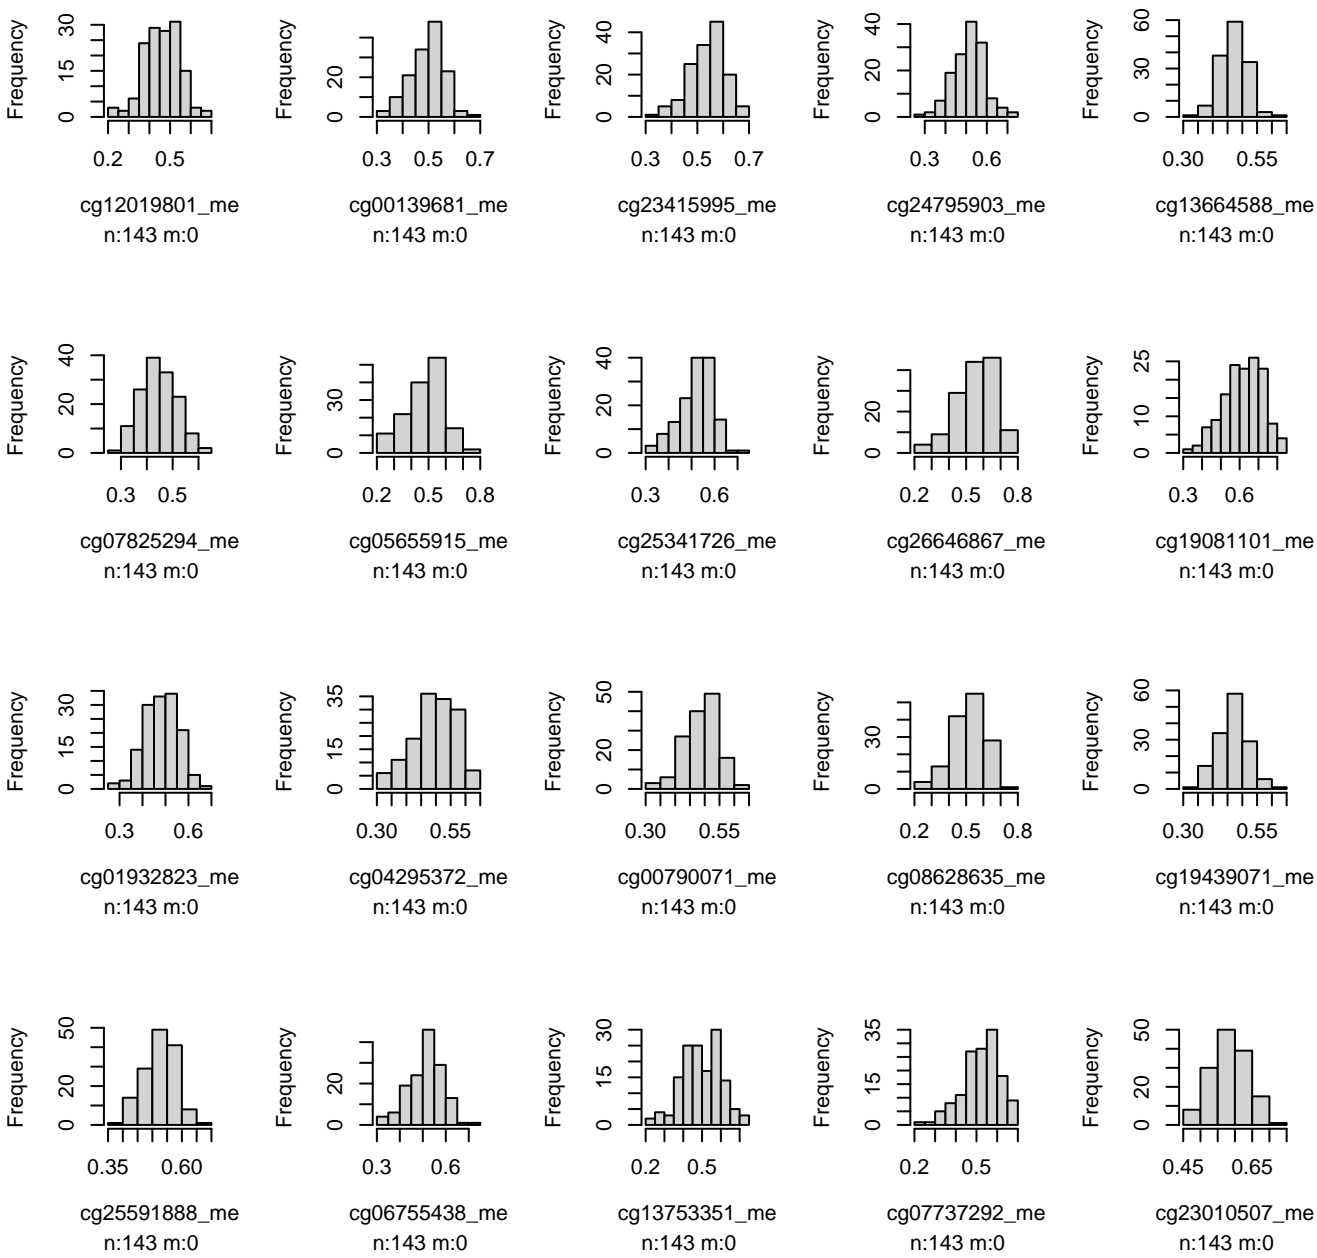 Frequency
0 15 30
0.2 0.5
cg12019801_me
n:143 m:0
Frequency
0 20
0.3 0.5 0.7
cg00139681_me
n:143 m:0
Frequency
0 20 40
0.3 0.5 0.7
cg23415995_me
n:143 m:0
Frequency
0 20 40
0.3 0.6
cg24795903_me
n:143 m:0
Frequency
0 30 60
0.30 0.55
cg13664588_me
n:143 m:0
Frequency
0 20 40
0.3 0.5
cg07825294_me
n:143 m:0
Frequency
0 30
0.2 0.5 0.8
cg05655915_me
n:143 m:0
Frequency
0 20 40
0.3 0.6
cg25341726_me
n:143 m:0
Frequency
0 20
0.2 0.5 0.8
cg26646867_me
n:143 m:0
Frequency
0 10 25
0.3 0.6
cg19081101_me
n:143 m:0
Frequency
0 15 30
0.3 0.6
cg01932823_me
n:143 m:0
Frequency
0 15 35
0.30 0.55
cg04295372_me
n:143 m:0
Frequency
0 20 50
0.30 0.55
cg00790071_me
n:143 m:0
Frequency
0 30
0.2 0.5 0.8
cg08628635_me
n:143 m:0
Frequency
0 30 60
0.30 0.55
cg19439071_me
n:143 m:0
Frequency
0 20 50
0.35 0.60
cg25591888_me
n:143 m:0
Frequency
0 20
0.3 0.6
cg06755438_me
n:143 m:0
Frequency
0 15 30
0.2 0.5
cg13753351_me
n:143 m:0
Frequency
0 15 35
0.2 0.5
cg07737292_me
n:143 m:0
Frequency
0 20 50
0.45 0.65
cg23010507_me
n:143 m:0